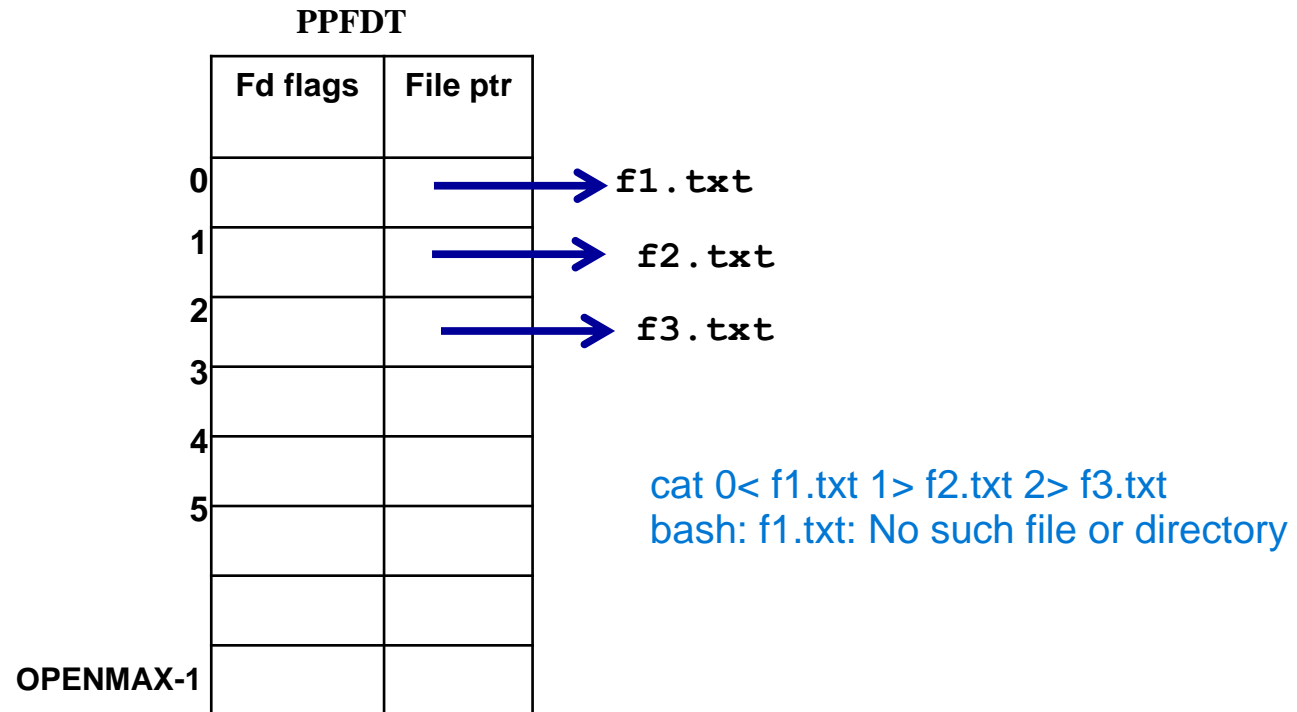 PPFDT
Fd flags File ptr
0 f1.txt
1 f2.txt
2 f3.txt
3
4
5
OPENMAX-1
cat 0< f1.txt 1> f2.txt 2> f3.txt
bash: f1.txt: No such file or directory